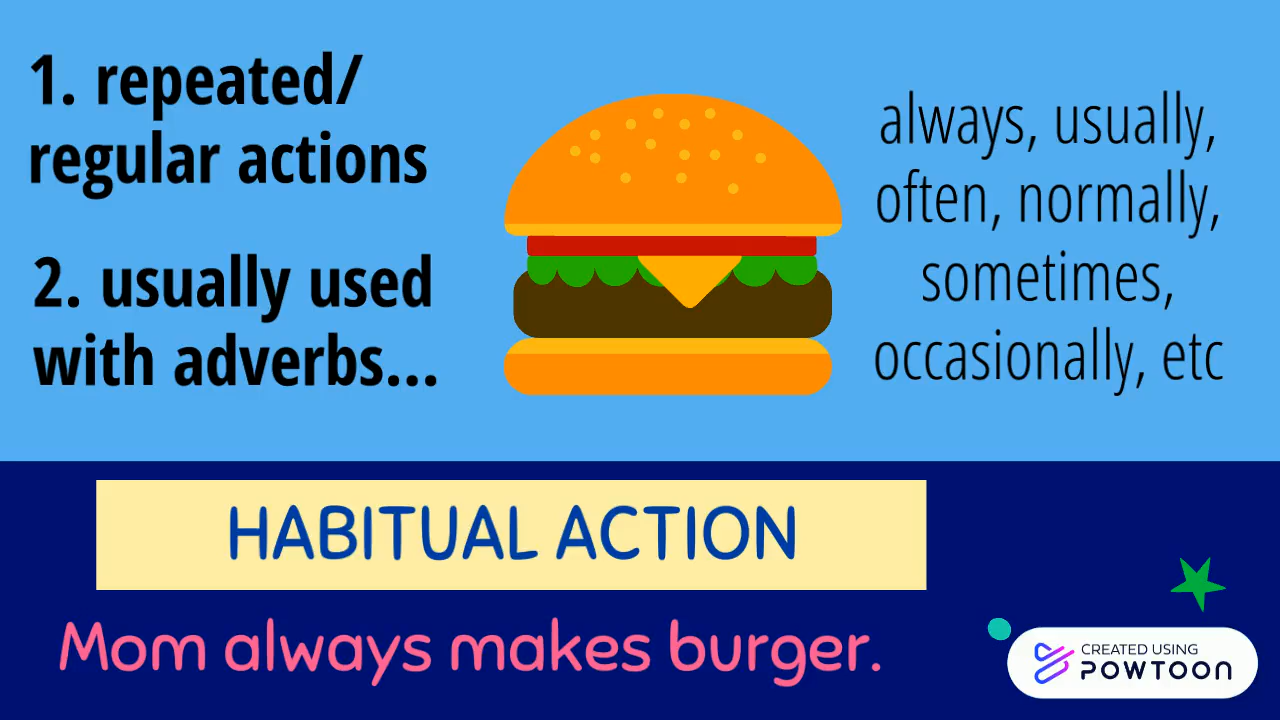 1. repeated/
regular actions
2. usually used
with adverbs...
always, usually,
often, normally,
sometimes,
occasionally, etc
HABITUAL ACTION
Mom always makes burger.
CREATED USING
POWTOON